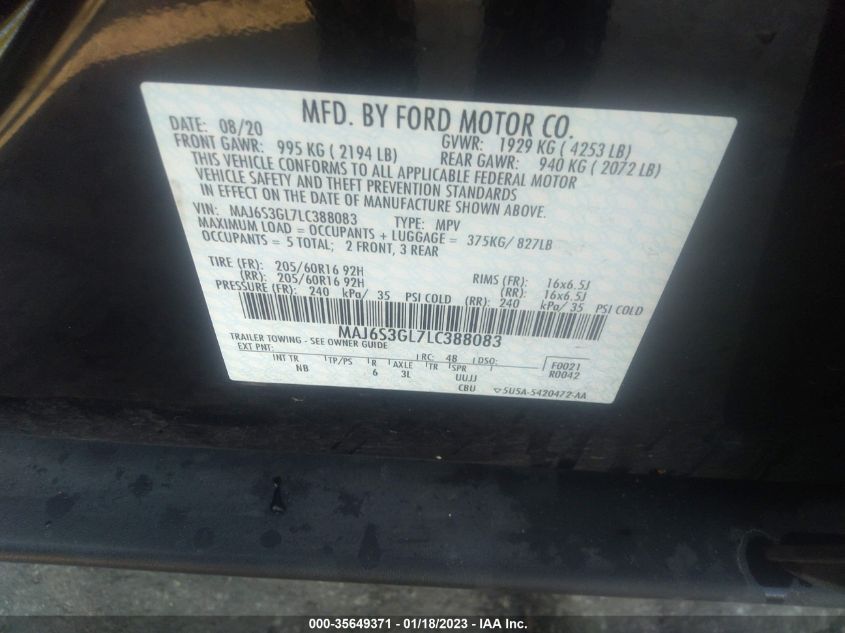 MFD. BY FORD MOTOR CO.
DATE: 08/20 GVWR: 1929 KG ( 4253 LB)
FRONT GAWR: 995 KG ( 2194 LB) REAR GAWR: 940 KG ( 2072 LB)
THIS VEHICLE CONFORMS TO ALL APPLICABLE FEDERAL MOTOR
VEHICLE SAFETY AND THEFT PREVENTION STANDARDS
IN EFFECT ON THE DATE OF MANUFACTURE SHOWN ABOVE.
VIN: MAJ6S3GL7LC388083 TYPE: MPV
MAXIMUM LOAD = OCCUPANTS + LUGGAGE = 375KG/ 827LB
OCCUPANTS = 5 TOTAL; 2 FRONT, 3 REAR
TIRE (FR): 205/60R16 92H RIMS (FR): 16x6.5J
(RR): 205/60R16 92H (RR): 16x6.5J
PRESSURE (FR): 240 kPa/ 35 PSI COLD (RR): 240 kPa/ 35 PSI COLD
MAJ6S3GL7LC388083
TRAILER TOWING - SEE OWNER GUIDE
EXT PNT: RC: 48 DSO: F0021
INT TR TP/PS R AXLE TR SPR R0042
NB 6 3L UUJJ
CBU 5U5A-5420472-AA
000-35649371 / 01/18/2023 / IAA Inc.